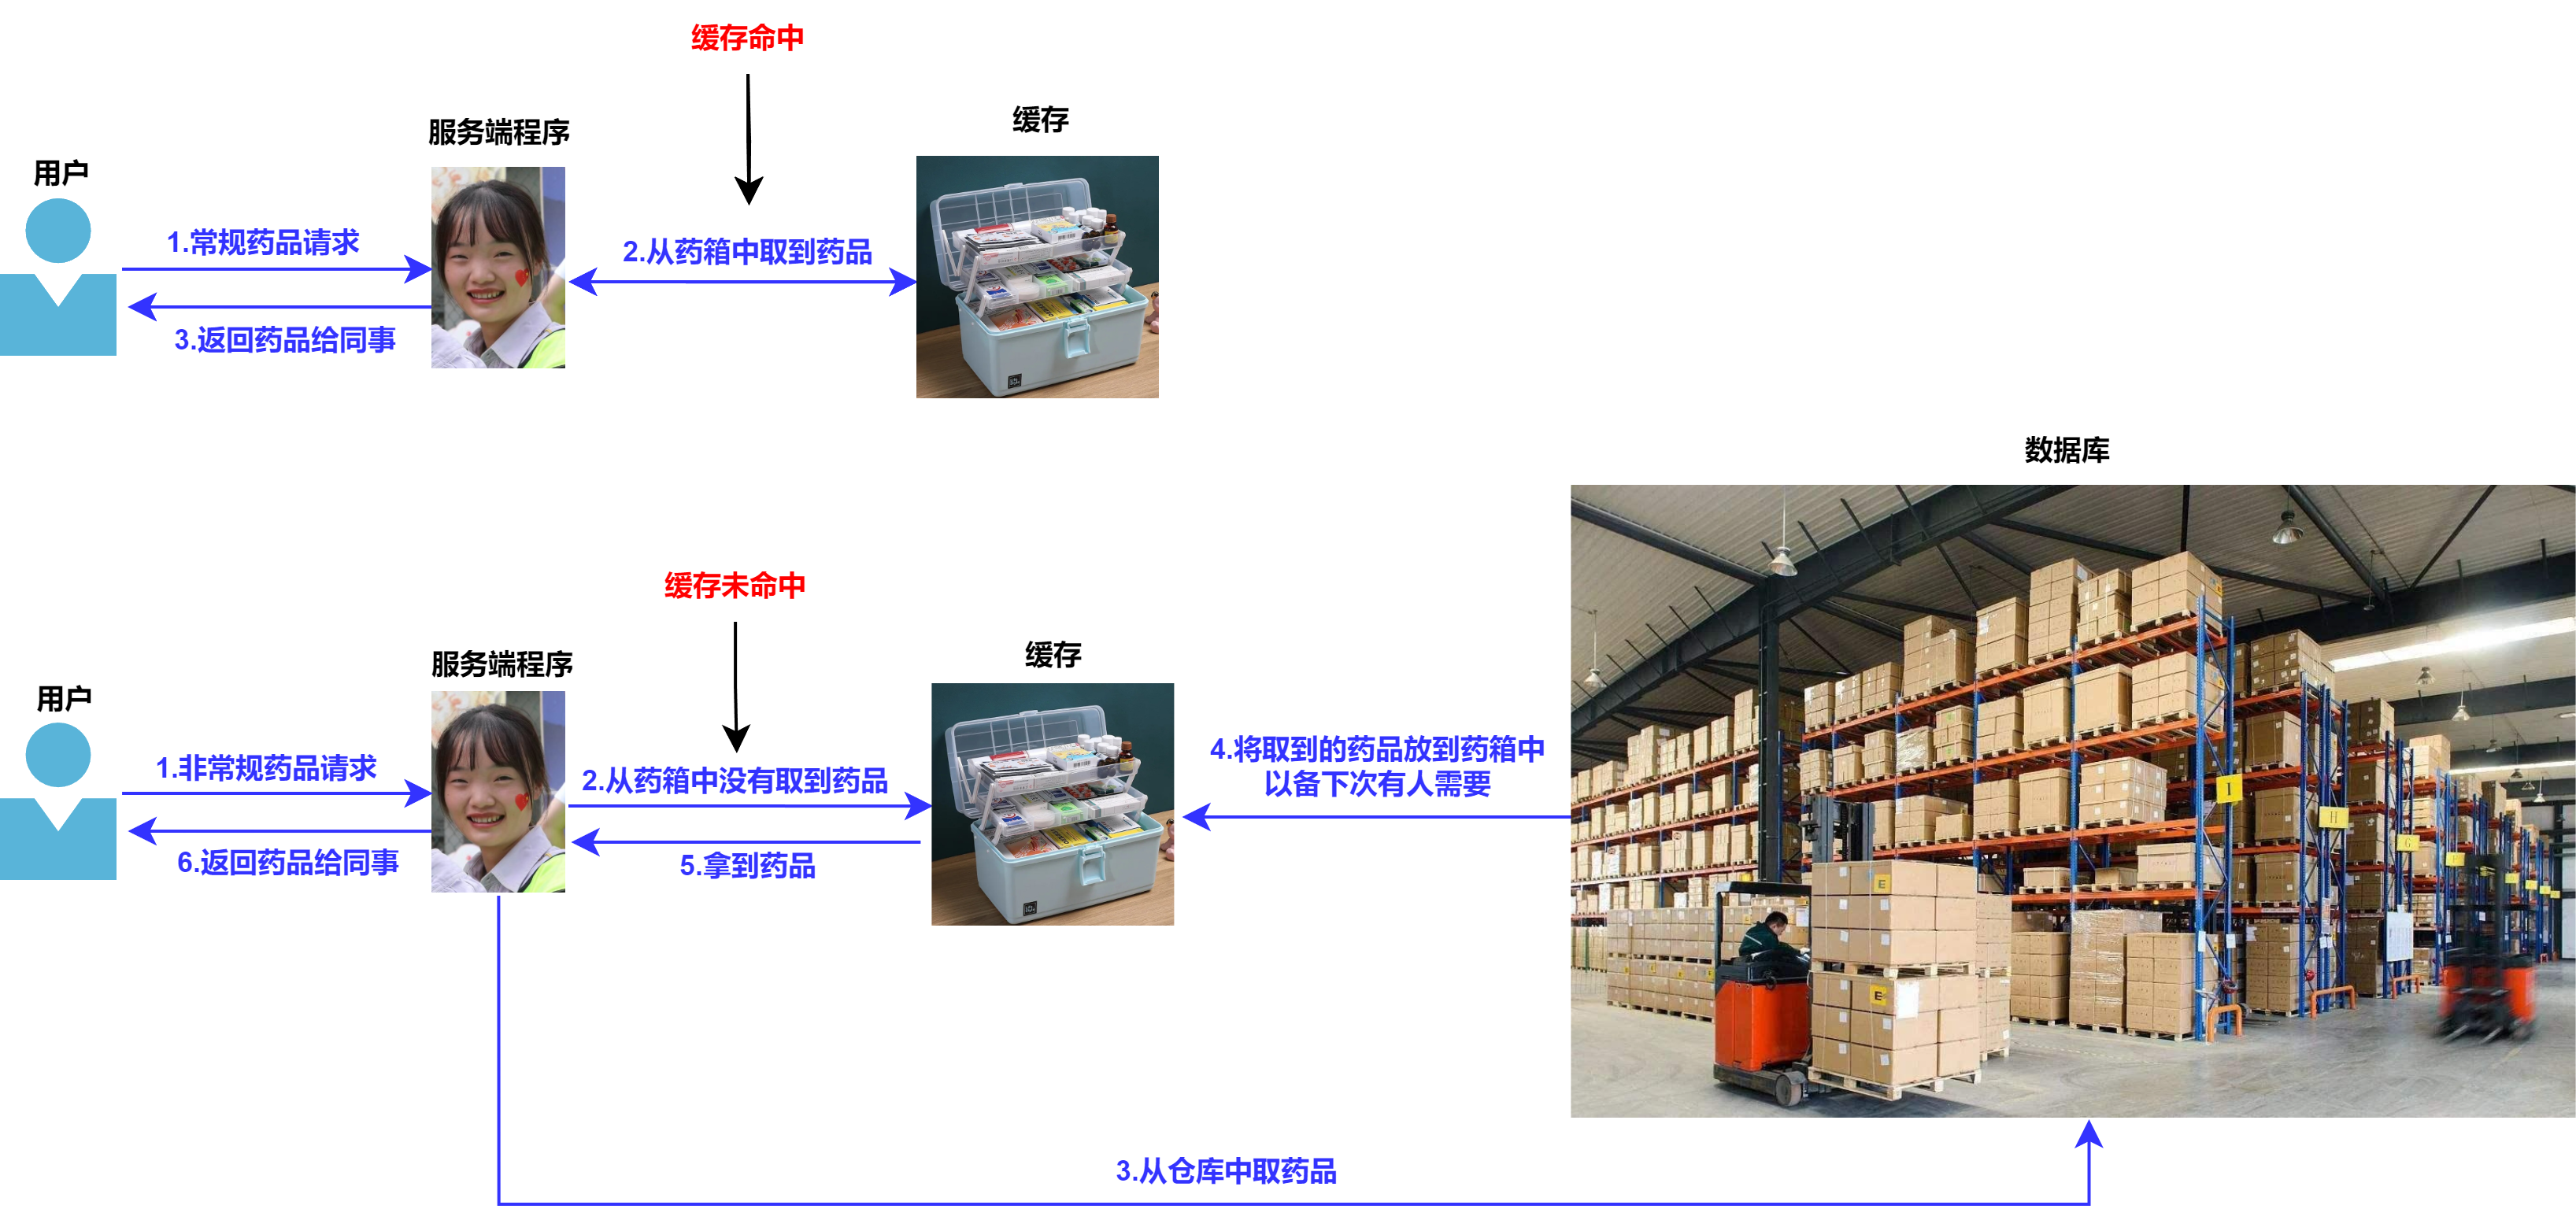 缓存命中
缓存
服务端程序
用户
1.常规药品请求
2.从药箱中取到药品
3.返回药品给同事
数据库
缓存未命中
缓存
服务端程序
用户
1.非常规药品请求
2.从药箱中没有取到药品
4.将取到的药品放到药箱中
以备下次有人需要
6.返回药品给同事
5.拿到药品
3.从仓库中取药品
I
H
G
E
E